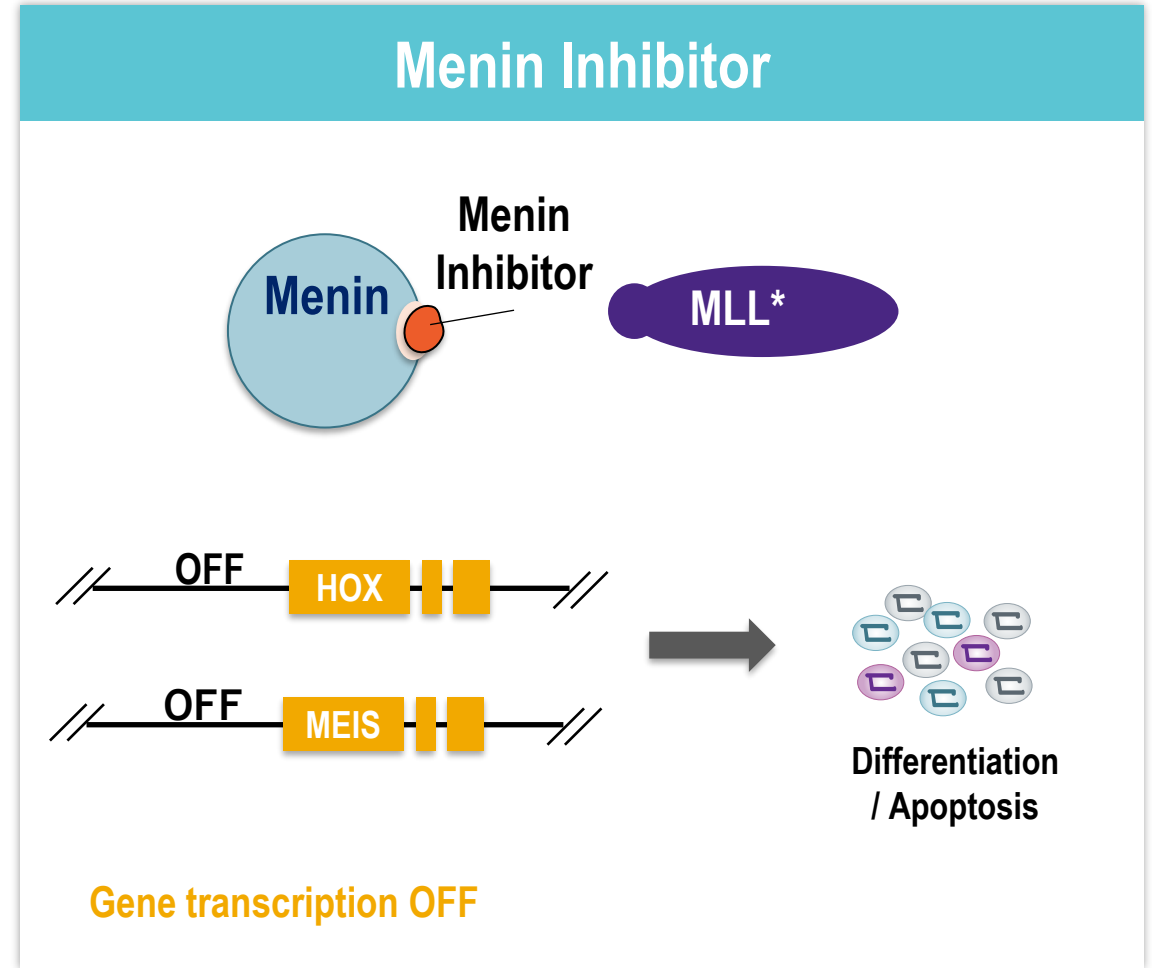 Menin Inhibitor
Menin
Inhibitor
Menin
MLL*
OFF
HOX
OFF
MEIS
Differentiation
/ Apoptosis
Gene transcription OFF